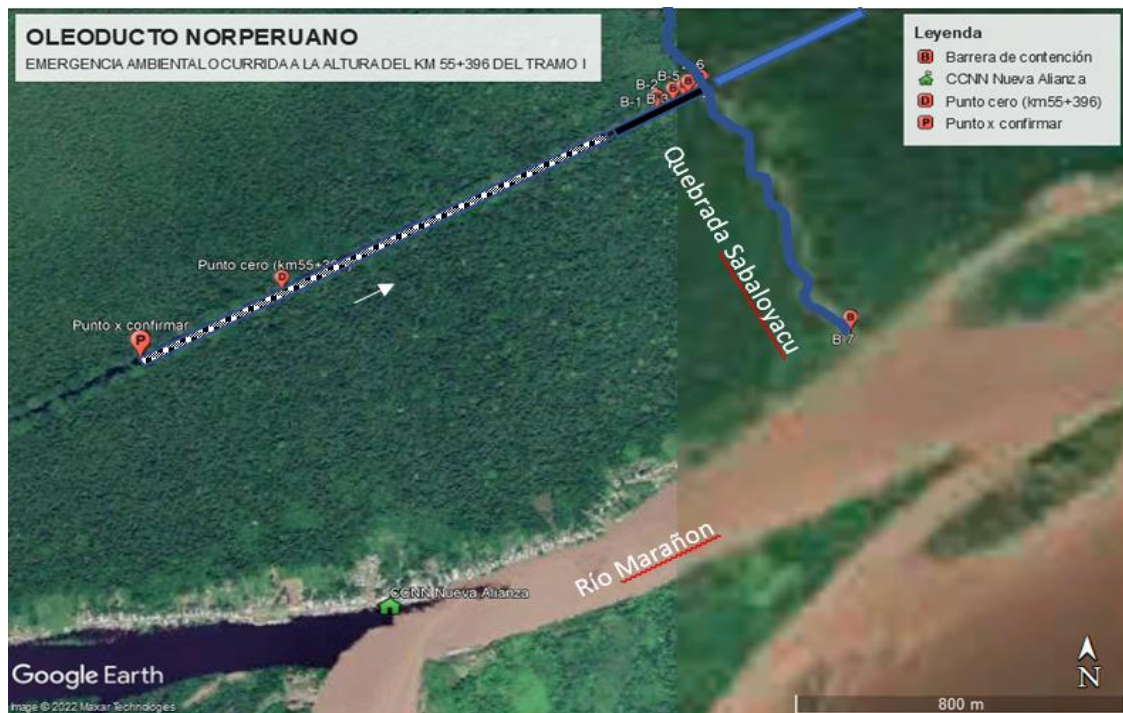 OLEODUCTO NORPERUANO
EMERGENCIA AMBIENTAL OCURRIDA A LA ALTURA DEL KM 55+396 DEL TRAMO I
Leyenda
B Barrera de contención
CCNN Nueva Alianza
D Punto cero (km55+396)
P Punto x confirmar
B-5
B-2
B-1
Quebrada Sabaloyacu
Punto cero (km55+39
D
Punto x confirmar
P
B
B-7
Río Marañon
CCNN Nueva Alianza
Google Earth
Image © 2022 Maxar Technologies
N
800 m